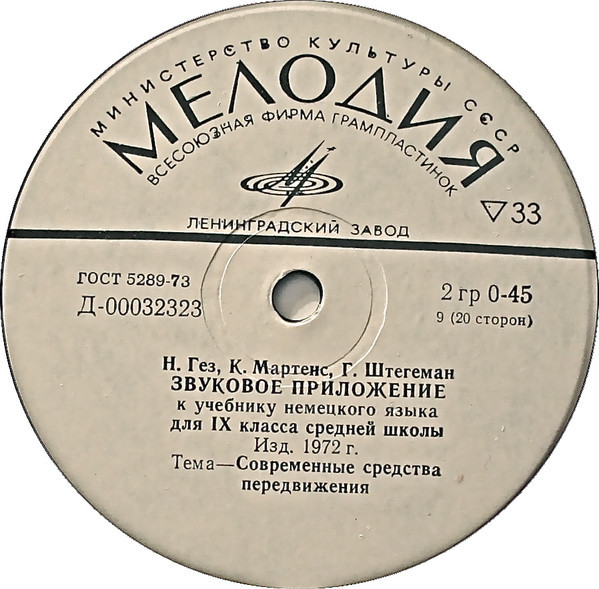 МИНИСТЕРСТВО КУЛЬТУРЫ СССР
МЕЛОДИЯ
ВСЕСОЮЗНАЯ ФИРМА ГРАМПЛАСТИНОК
33
ЛЕНИНГРАДСКИЙ ЗАВОД
ГОСТ 5289-73
Д-00032323
2 гр 0-45
9 (20 сторон)
Н. Гез, К. Мартенс, Г. Штегеман
ЗВУКОВОЕ ПРИЛОЖЕНИЕ
к учебнику немецкого языка
для IX класса средней школы
Изд. 1972 г.
Тема—Современные средства
передвижения